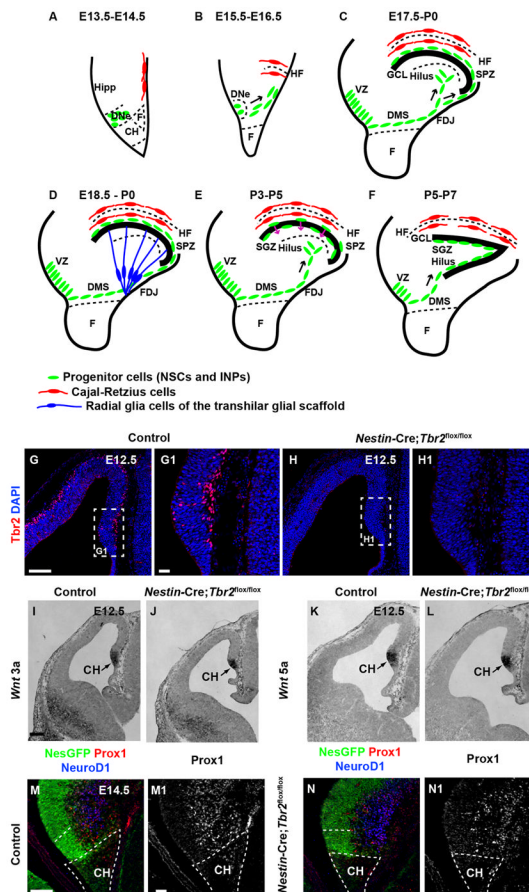 A E13.5-E14.5
Hipp
DNe
F
CH
B E15.5-E16.5
DNe
HF
F
C E17.5-P0
HF
GCL
Hilus
SPZ
VZ
DMS
FDJ
F
D E18.5 - P0
HF
SPZ
VZ
DMS
FDJ
F
E P3-P5
HF
SPZ
SGZ Hilus
VZ
DMS
FDJ
F
F P5-P7
HF
GCL
SGZ
Hilus
VZ
DMS
F
Progenitor cells (NSCs and INPs)
Cajal-Retzius cells
Radial glia cells of the transhilar glial scaffold
Control Nestin-Cre;Tbr2flox/flox
Tbr2 DAPI
G E12.5
G1
G1
H E12.5
H1
H1
Control Nestin-Cre;Tbr2flox/flox Control Nestin-Cre;Tbr2flox/flox
Wnt 3a
I E12.5
CH
J
CH
Wnt 5a
K E12.5
CH
L
CH
NesGFP Prox1
NeuroD1
Prox1
NesGFP Prox1
NeuroD1
Prox1
Control
M E14.5
CH
M1
CH
Nestin-Cre;Tbr2flox/flox
N
CH
N1
CH